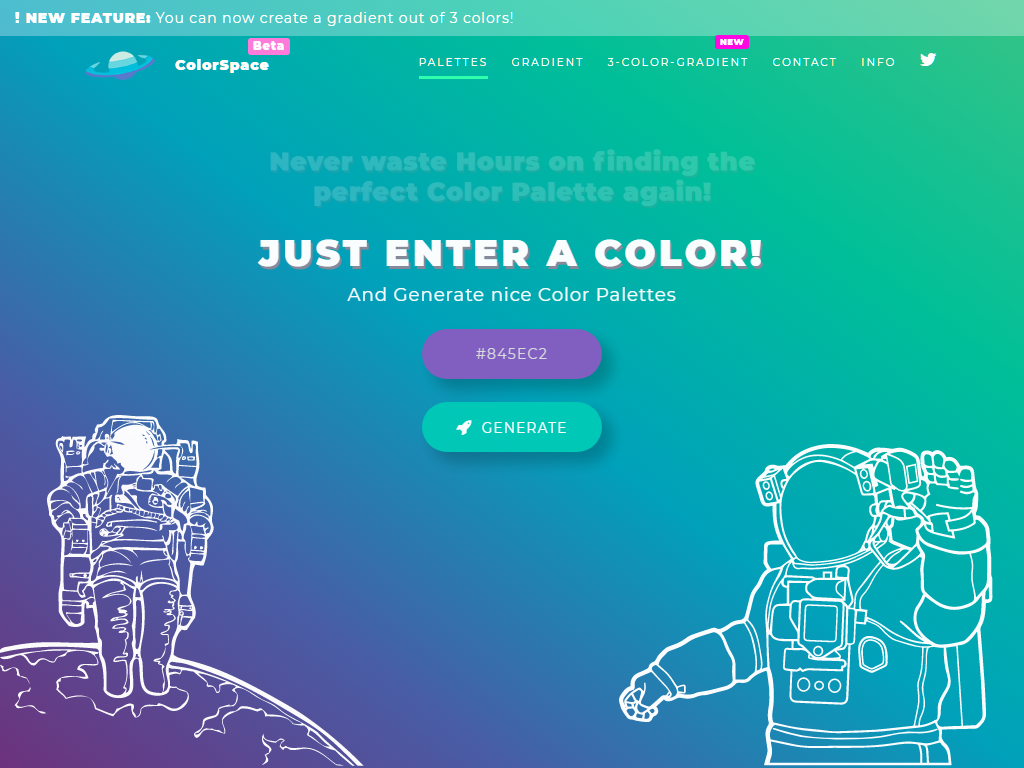 ! NEW FEATURE: You can now create a gradient out of 3 colors!
Beta
ColorSpace
NEW
PALETTES GRADIENT 3-COLOR-GRADIENT CONTACT INFO
Never waste Hours on finding the
perfect Color Palette again!
JUST ENTER A COLOR!
And Generate nice Color Palettes
#845EC2
GENERATE